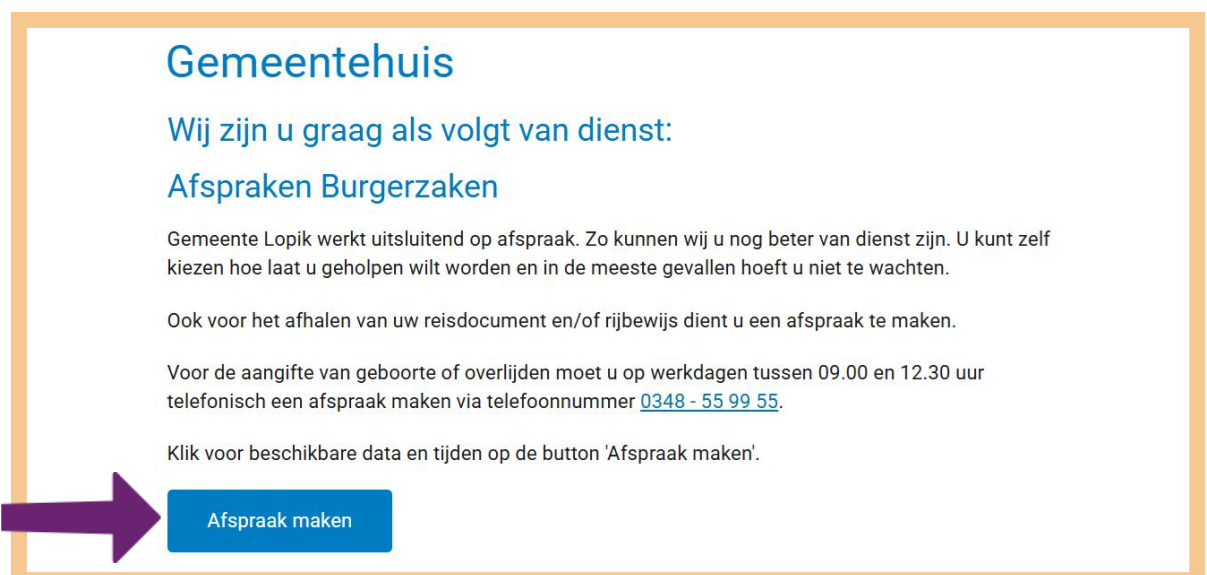 Gemeentehuis
Wij zijn u graag als volgt van dienst:
Afspraken Burgerzaken
Gemeente Lopik werkt uitsluitend op afspraak. Zo kunnen wij u nog beter van dienst zijn. U kunt zelf
kiezen hoe laat u geholpen wilt worden en in de meeste gevallen hoeft u niet te wachten.
Ook voor het afhalen van uw reisdocument en/of rijbewijs dient u een afspraak te maken.
Voor de aangifte van geboorte of overlijden moet u op werkdagen tussen 09.00 en 12.30 uur
telefonisch een afspraak maken via telefoonnummer 0348 - 55 99 55.
Klik voor beschikbare data en tijden op de button 'Afspraak maken'.
Afspraak maken